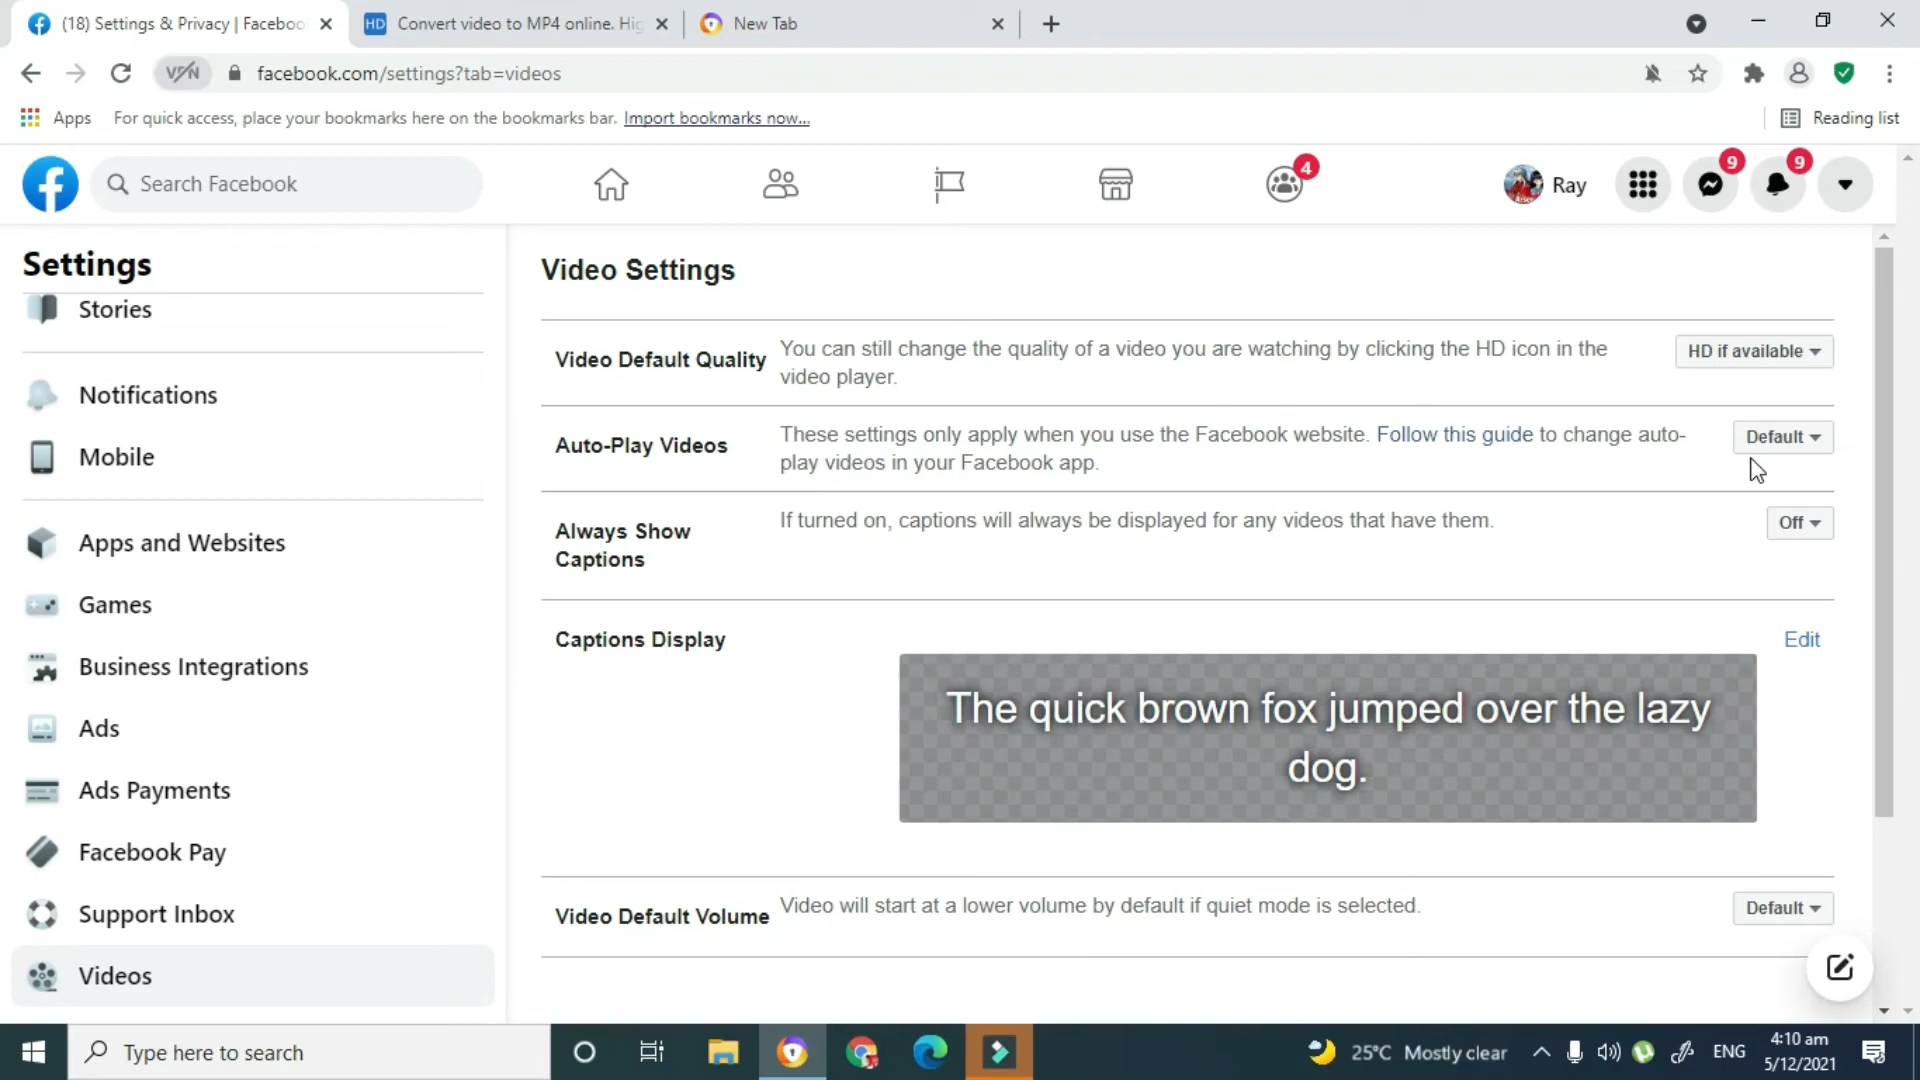 (18) Settings & Privacy | Faceboo
HD Convert video to MP4 online. Hig
New Tab
VPN
facebook.com/settings?tab=videos
Apps
For quick access, place your bookmarks here on the bookmarks bar. Import bookmarks now...
Reading list
Search Facebook
4
Ray
9
9
Settings
Stories
Notifications
Mobile
Apps and Websites
Games
Business Integrations
Ads
Ads Payments
Facebook Pay
Support Inbox
Videos
Video Settings
Video Default Quality
You can still change the quality of a video you are watching by clicking the HD icon in the
video player.
HD if available
Auto-Play Videos
These settings only apply when you use the Facebook website. Follow this guide to change auto-
play videos in your Facebook app.
Default
Always Show
Captions
If turned on, captions will always be displayed for any videos that have them.
Off
Captions Display
Edit
The quick brown fox jumped over the lazy
dog.
Video Default Volume
Video will start at a lower volume by default if quiet mode is selected.
Default
Type here to search
25°C Mostly clear
ENG
4:10 am
5/12/2021